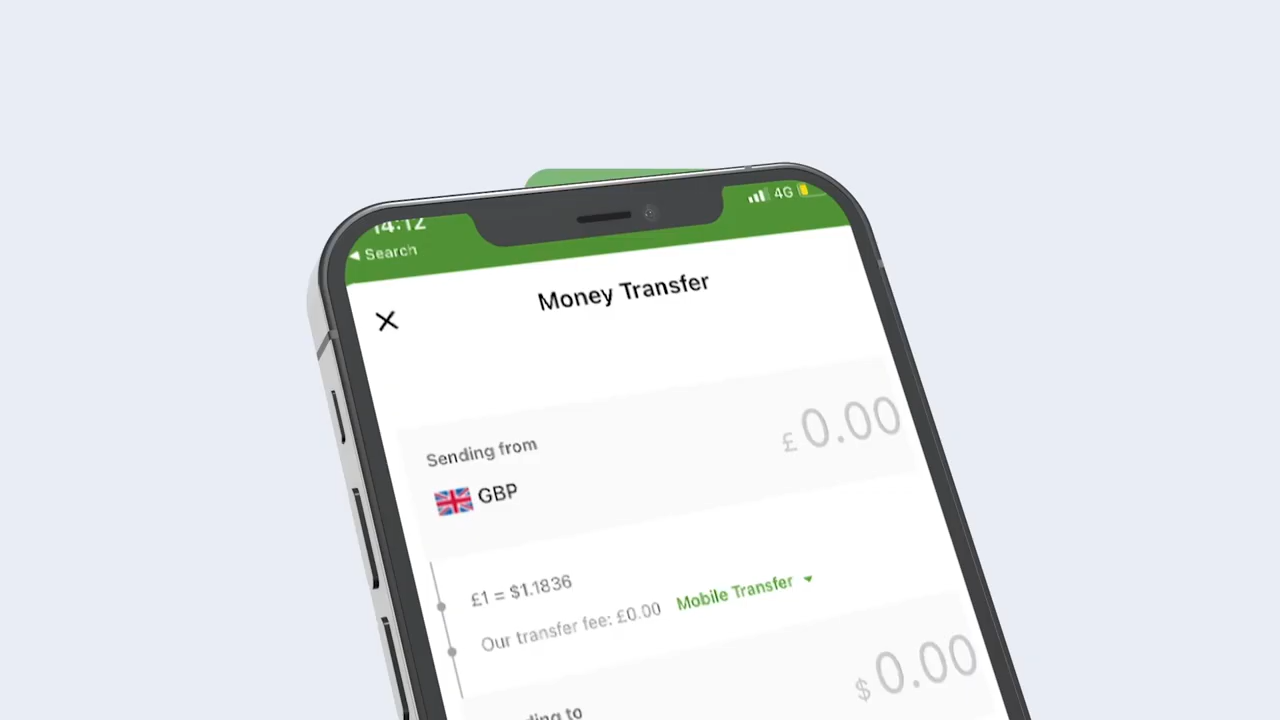 14:12
4G
◀ Search
Money Transfer
Sending from
£ 0.00
GBP
£1 = $1.1836
Our transfer fee: £0.00 Mobile Transfer
$ 0.00
to